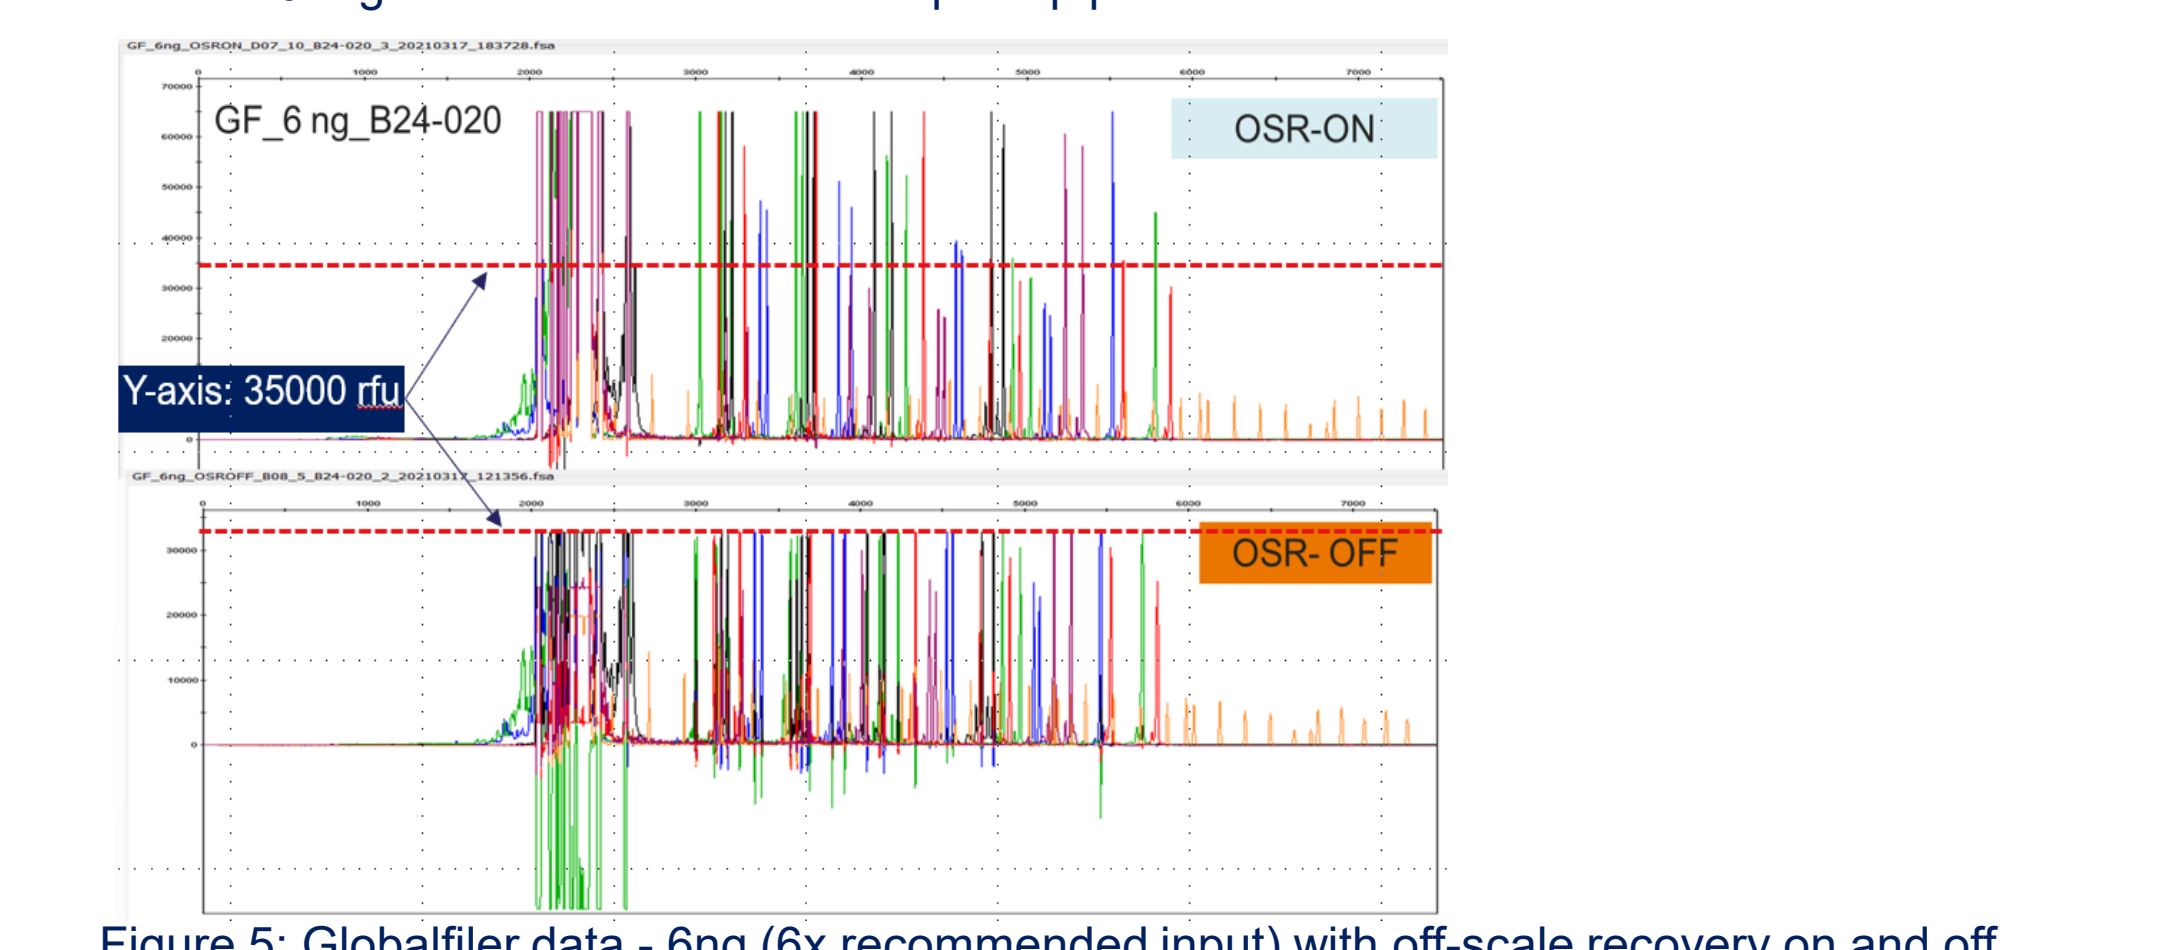 GF_6ng_OSRON_D07_10_B24-020_3_20210317_183728.fsa
0 1000 2000 3000 4000 5000 6000 7000
70000
GF_6 ng_B24-020
OSR-ON
60000
50000
40000
30000
20000
Y-axis: 35000 rfu
0
GF_6ng_OSROFF_B08_5_B24-020_2_20210317_121356.fsa
0 1000 2000 3000 4000 5000 6000 7000
30000
OSR- OFF
20000
10000
0
Figure 5: Globalfiler data - 6ng (6x recommended input) with off-scale recovery on and off